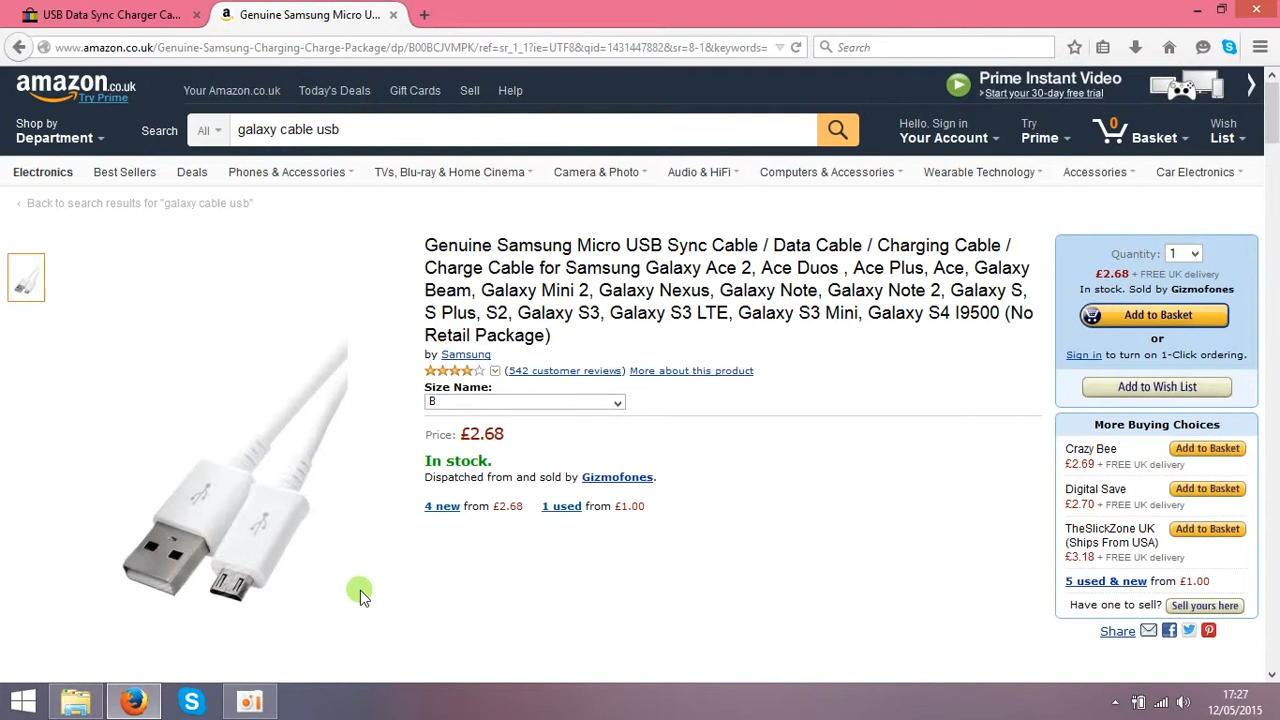 USB Data Sync Charger Ca...
Genuine Samsung Micro U...
www.amazon.co.uk/Genuine-Samsung-Charging-Charge-Package/dp/B00BCJVMPK/ref=sr_1_1?ie=UTF8&qid=1431447882&sr=8-1&keywords=
Search
amazon.co.uk
Try Prime
Your Amazon.co.uk
Today's Deals
Gift Cards
Sell
Help
Prime Instant Video
Start your 30-day free trial
Shop by
Department
Search
All
galaxy cable usb
Hello. Sign in
Your Account
Try
Prime
0
Basket
Wish
List
Electronics
Best Sellers
Deals
Phones & Accessories
TVs, Blu-ray & Home Cinema
Camera & Photo
Audio & HiFi
Computers & Accessories
Wearable Technology
Accessories
Car Electronics
‹ Back to search results for "galaxy cable usb"
Genuine Samsung Micro USB Sync Cable / Data Cable / Charging Cable /
Charge Cable for Samsung Galaxy Ace 2, Ace Duos , Ace Plus, Ace, Galaxy
Beam, Galaxy Mini 2, Galaxy Nexus, Galaxy Note, Galaxy Note 2, Galaxy S,
S Plus, S2, Galaxy S3, Galaxy S3 LTE, Galaxy S3 Mini, Galaxy S4 I9500 (No
Retail Package)
by Samsung
(542 customer reviews) More about this product
Size Name:
B
Price: £2.68
In stock.
Dispatched from and sold by Gizmofones.
4 new from £2.68 1 used from £1.00
Quantity: 1
£2.68 + FREE UK delivery
In stock. Sold by Gizmofones
Add to Basket
or
Sign in to turn on 1-Click ordering.
Add to Wish List
More Buying Choices
Crazy Bee Add to Basket
£2.69 + FREE UK delivery
Digital Save Add to Basket
£2.70 + FREE UK delivery
TheSlickZone UK Add to Basket
(Ships From USA)
£3.18 + FREE UK delivery
5 used & new from £1.00
Have one to sell? Sell yours here
Share
17:27
12/05/2015